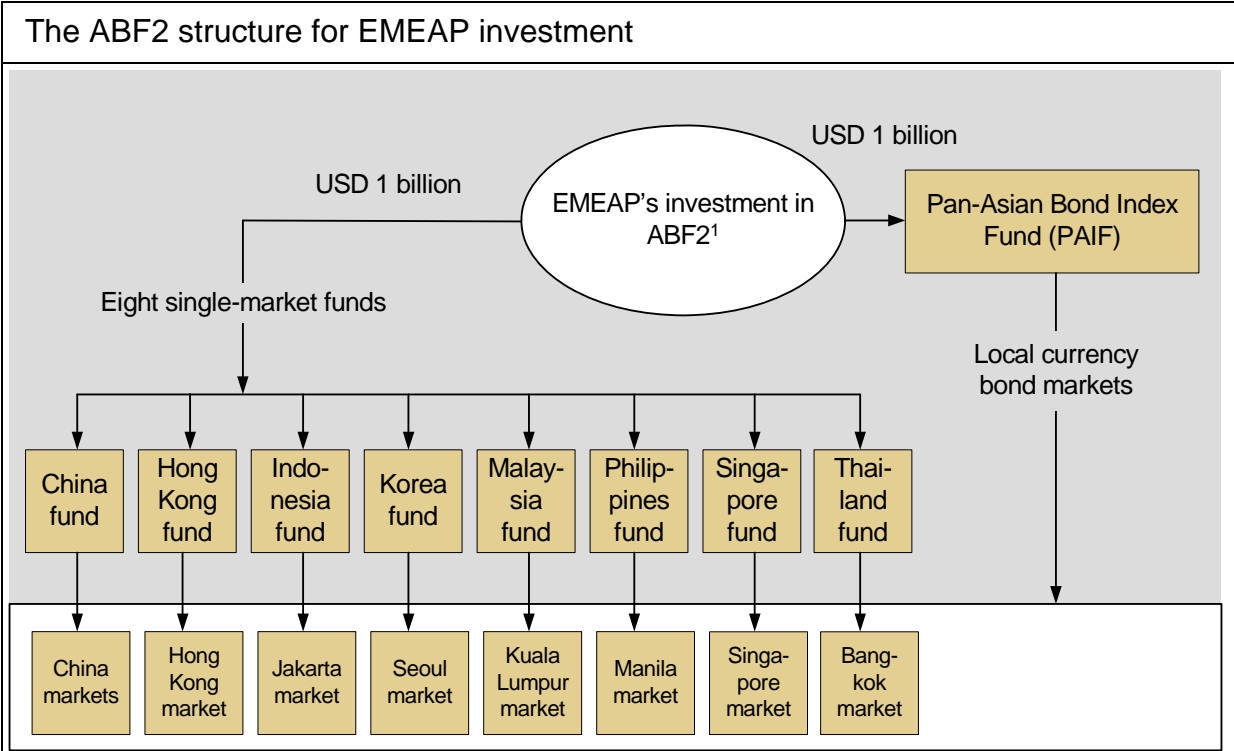 The ABF2 structure for EMEAP investment
USD 1 billion
USD 1 billion
EMEAP's investment in
ABF2¹
Pan-Asian Bond Index
Fund (PAIF)
Eight single-market funds
Local currency
bond markets
China
fund
Hong
Kong
fund
Indo-
nesia
fund
Korea
fund
Malay-
sia
fund
Philip-
pines
fund
Singa-
pore
fund
Thai-
land
fund
China
markets
Hong
Kong
market
Jakarta
market
Seoul
market
Kuala
Lumpur
market
Manila
market
Singa-
pore
market
Bang-
kok
market